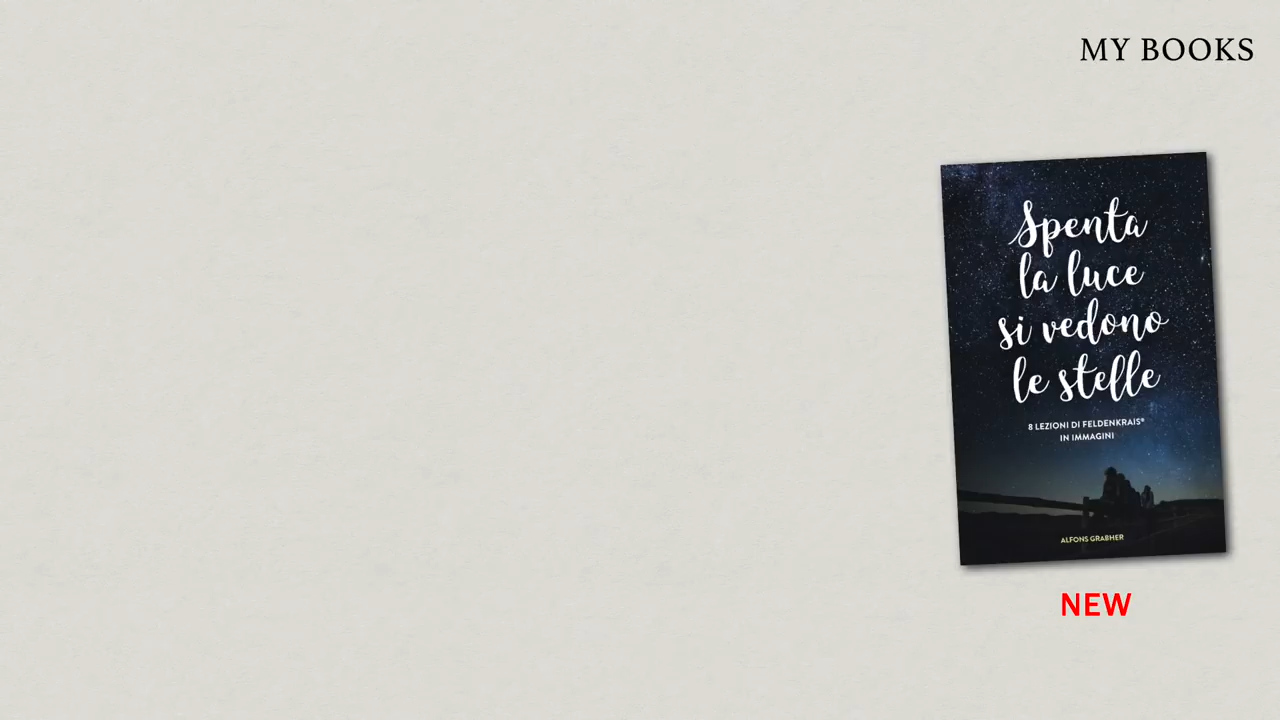 MY BOOKS
Spenta
la luce
si vedono
le stelle
8 LEZIONI DI FELDENKRAIS®
IN IMMAGINI
ALFONS GRABHER
NEW